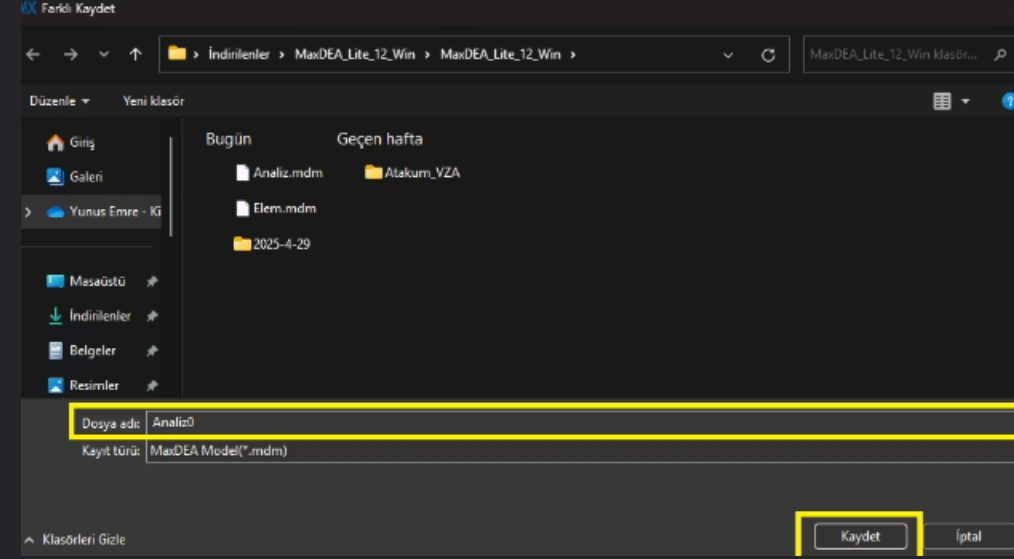 MX Farklı Kaydet
İndirilenler > MaxDEA_Lite_12_Win > MaxDEA_Lite_12_Win >
MaxDEA_Lite_12_Win klasör...
Düzenle
Yeni klasör
Giriş
Galeri
Yunus Emre - Ki
Masaüstü
İndirilenler
Belgeler
Resimler
Bugün
Analiz.mdm
Elem.mdm
2025-4-29
Geçen hafta
Atakum_VZA
Dosya adı: Analiz0
Kayıt türü: MaxDEA Model(*.mdm)
Klasörleri Gizle
Kaydet
İptal